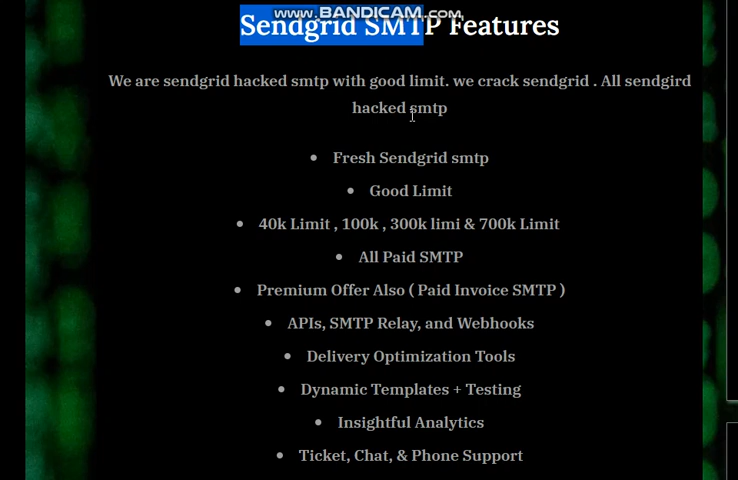 www.BANDICAM.com
Sendgrid SMTP Features
We are sendgrid hacked smtp with good limit. we crack sendgrid . All sendgird
hacked smtp
Fresh Sendgrid smtp
Good Limit
40k Limit , 100k , 300k limi & 700k Limit
All Paid SMTP
Premium Offer Also ( Paid Invoice SMTP )
APIs, SMTP Relay, and Webhooks
Delivery Optimization Tools
Dynamic Templates + Testing
Insightful Analytics
Ticket, Chat, & Phone Support